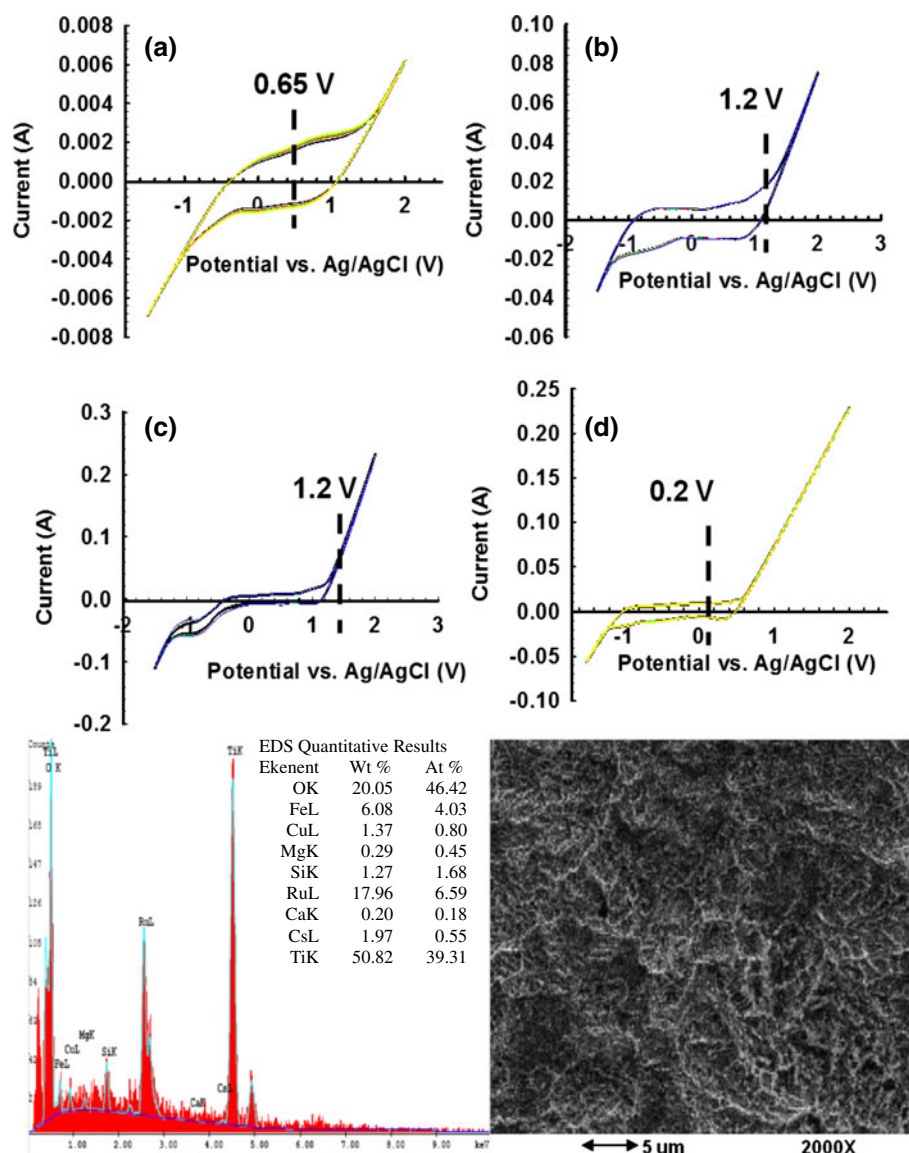 (a)
0.65 V
0.008
0.006
0.004
0.002
0.000
-0.002
-0.004
-0.006
-0.008
-1
0
1
2
Current (A)
Potential vs. Ag/AgCl (V)
(b)
1.2 V
0.10
0.08
0.06
0.04
0.02
0.00
-0.02
-0.04
-0.06
-2
-1
0
1
2
3
Current (A)
Potential vs. Ag/AgCl (V)
(c)
1.2 V
0.3
0.2
0.1
0.0
-0.1
-0.2
-2
-1
0
1
2
3
Current (A)
Potential vs. Ag/AgCl (V)
(d)
0.2 V
0.25
0.20
0.15
0.10
0.05
0.00
-0.05
-0.10
-1
0
1
2
3
Current (A)
Potential vs. Ag/AgCl (V)
TiL
O K
TiK
RuL
MgK
CuL
FeL
SiK
CaK
CsL
1.00 2.00 3.00 4.00 5.00 6.00 7.00 8.00 9.00 keV
EDS Quantitative Results
Ekenent Wt % At %
OK 20.05 46.42
FeL 6.08 4.03
CuL 1.37 0.80
MgK 0.29 0.45
SiK 1.27 1.68
RuL 17.96 6.59
CaK 0.20 0.18
CsL 1.97 0.55
TiK 50.82 39.31
5 µm 2000X